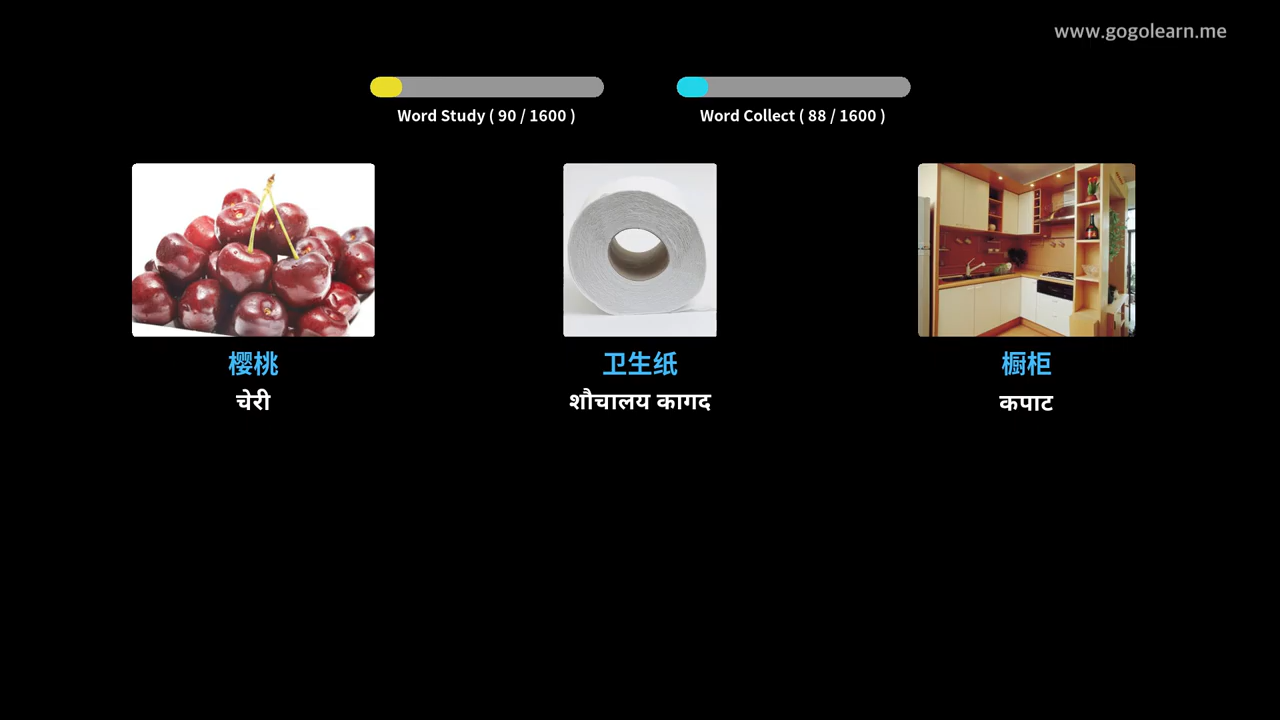 www.gogolearn.me
Word Study ( 90 / 1600 )
Word Collect ( 88 / 1600 )
樱桃
चेरी
卫生纸
शौचालय कागद
橱柜
कपाट